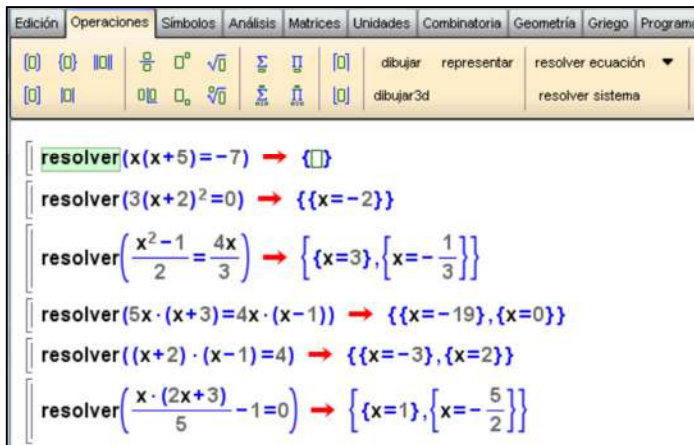 Edición Operaciones Símbolos Análisis Matrices Unidades Combinatoria Geometría Griego Programa
dibujar representar resolver ecuación
dibujar3d resolver sistema
resolver(x(x+5)=-7) → {}
resolver(3(x+2)²=0) → {{x=-2}}
resolver((x²-1)/2=4x/3) → {{x=3},{x=-1/3}}
resolver(5x·(x+3)=4x·(x-1)) → {{x=-19},{x=0}}
resolver((x+2)·(x-1)=4) → {{x=-3},{x=2}}
resolver(x·(2x+3)/5-1=0) → {{x=1},{x=-5/2}}